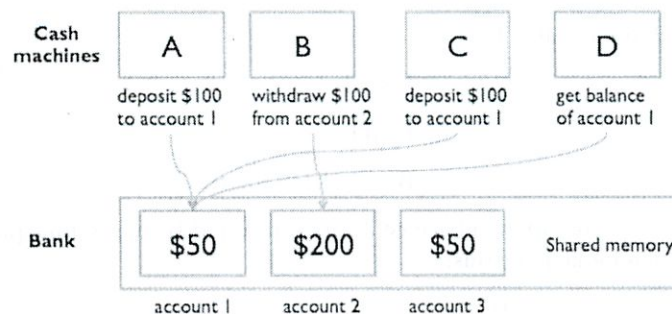 Cash
machines
A
B
C
D
deposit $100
to account 1
withdraw $100
from account 2
deposit $100
to account 1
get balance
of account 1
Bank
$50
$200
$50
Shared memory
account 1
account 2
account 3